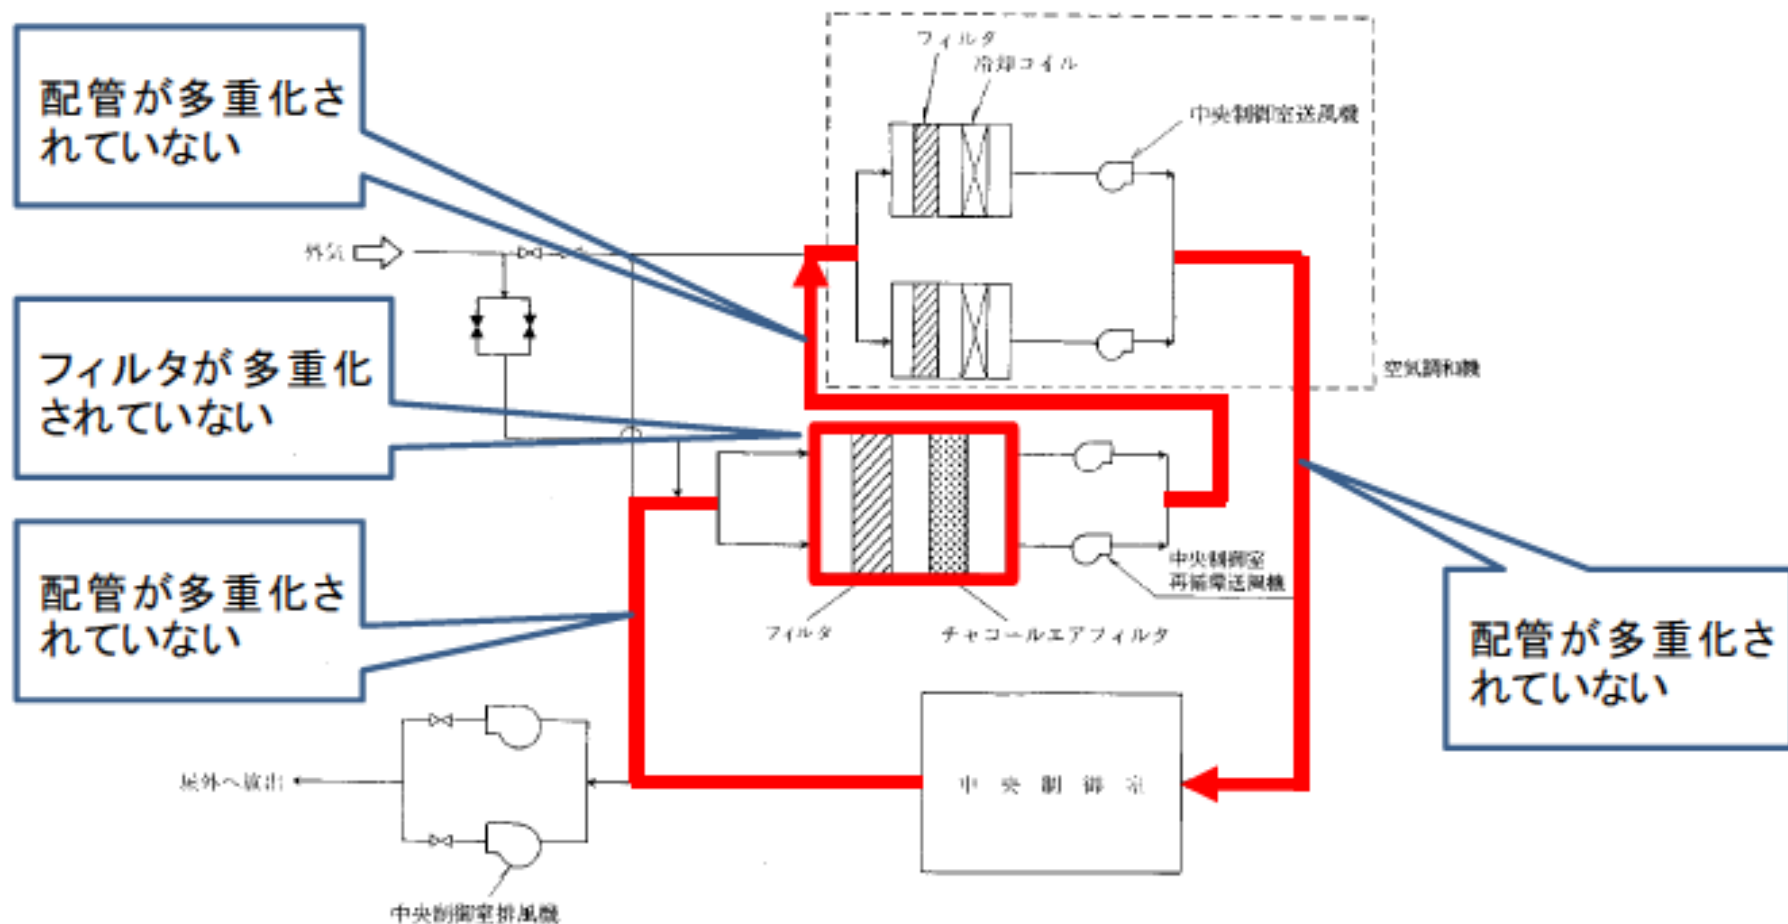 配管が多重化さ
れていない
フィルタ
冷却コイル
中央制御室送風機
外気
空気調和機
フィルタが多重化
されていない
中央制御室
再循環送風機
フィルタ
チャコールエアフィルタ
配管が多重化さ
れていない
配管が多重化さ
れていない
屋外へ放出
中央制御室
中央制御室排風機